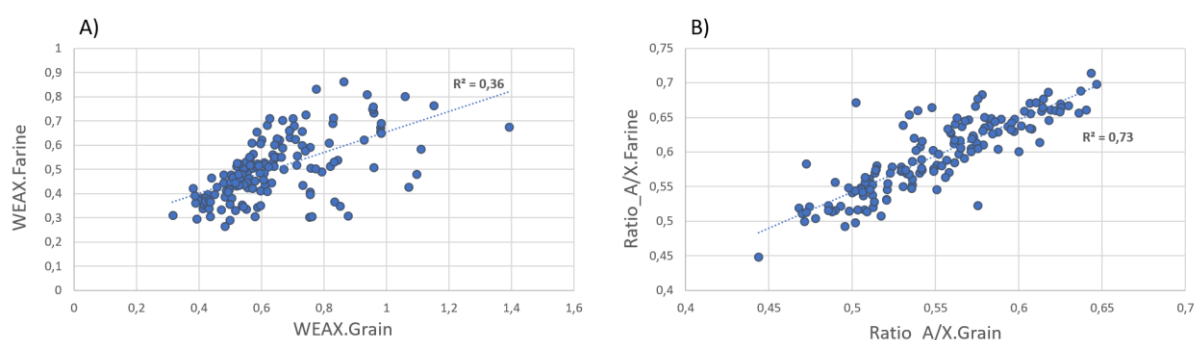 A)
WEAX.Farine
1
0,9
0,8
0,7
0,6
0,5
0,4
0,3
0,2
0,1
0
R² = 0,36
0 0,2 0,4 0,6 0,8 1 1,2 1,4 1,6
WEAX.Grain
B)
Ratio_A/X.Farine
0,75
0,7
0,65
0,6
0,55
0,5
0,45
0,4
R² = 0,73
0,4 0,45 0,5 0,55 0,6 0,65 0,7
Ratio_A/X.Grain